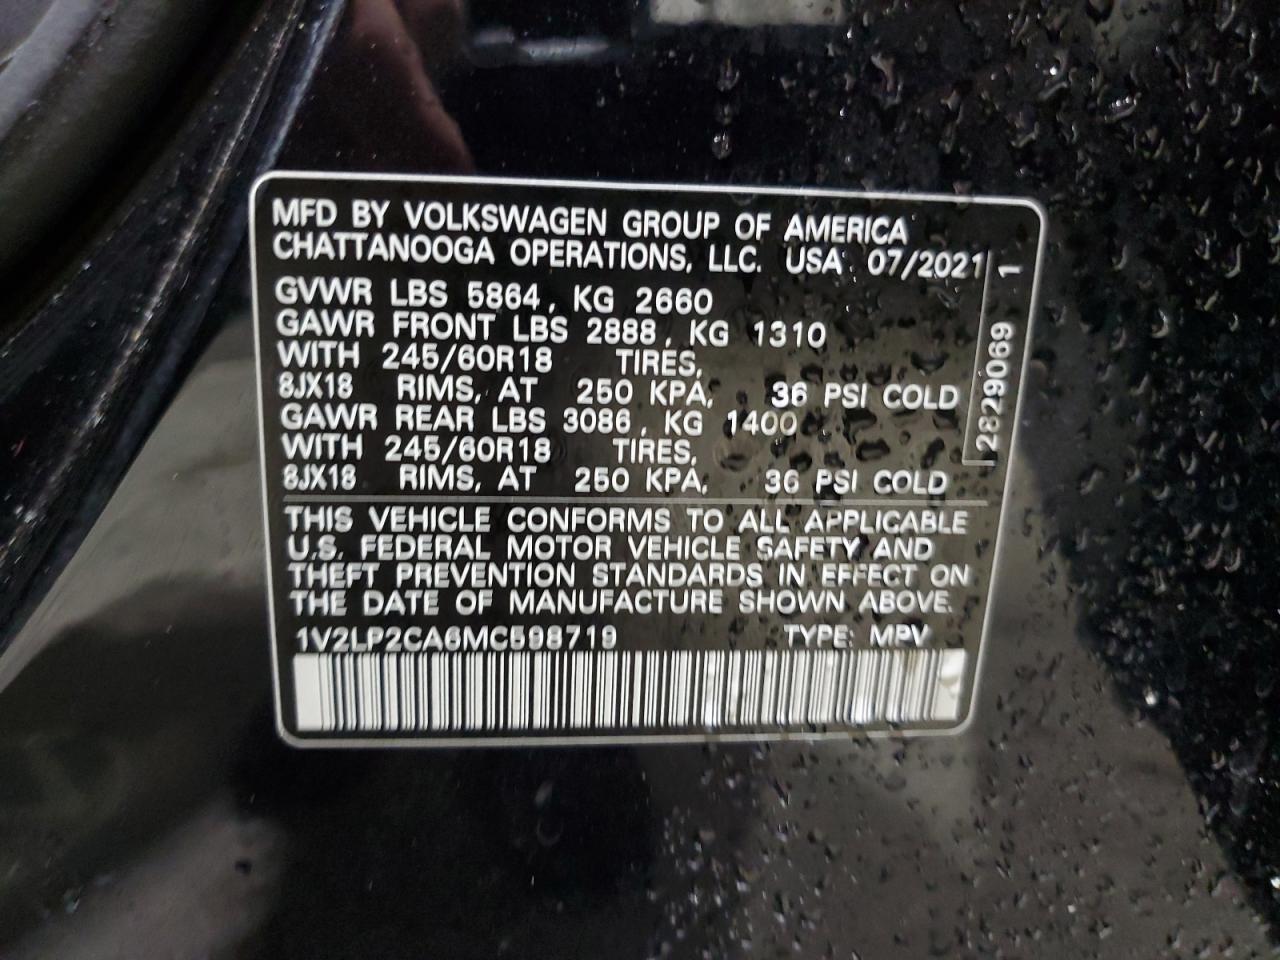 MFD BY VOLKSWAGEN GROUP OF AMERICA
CHATTANOOGA OPERATIONS, LLC. USA 07/2021
GVWR LBS 5864, KG 2660
GAWR FRONT LBS 2888, KG 1310
WITH 245/60R18 TIRES,
8JX18 RIMS, AT 250 KPA, 36 PSI COLD
GAWR REAR LBS 3086, KG 1400
WITH 245/60R18 TIRES,
8JX18 RIMS, AT 250 KPA, 36 PSI COLD
2829069 1
THIS VEHICLE CONFORMS TO ALL APPLICABLE
U.S. FEDERAL MOTOR VEHICLE SAFETY AND
THEFT PREVENTION STANDARDS IN EFFECT ON
THE DATE OF MANUFACTURE SHOWN ABOVE.
1V2LP2CA6MC598719 TYPE: MPV